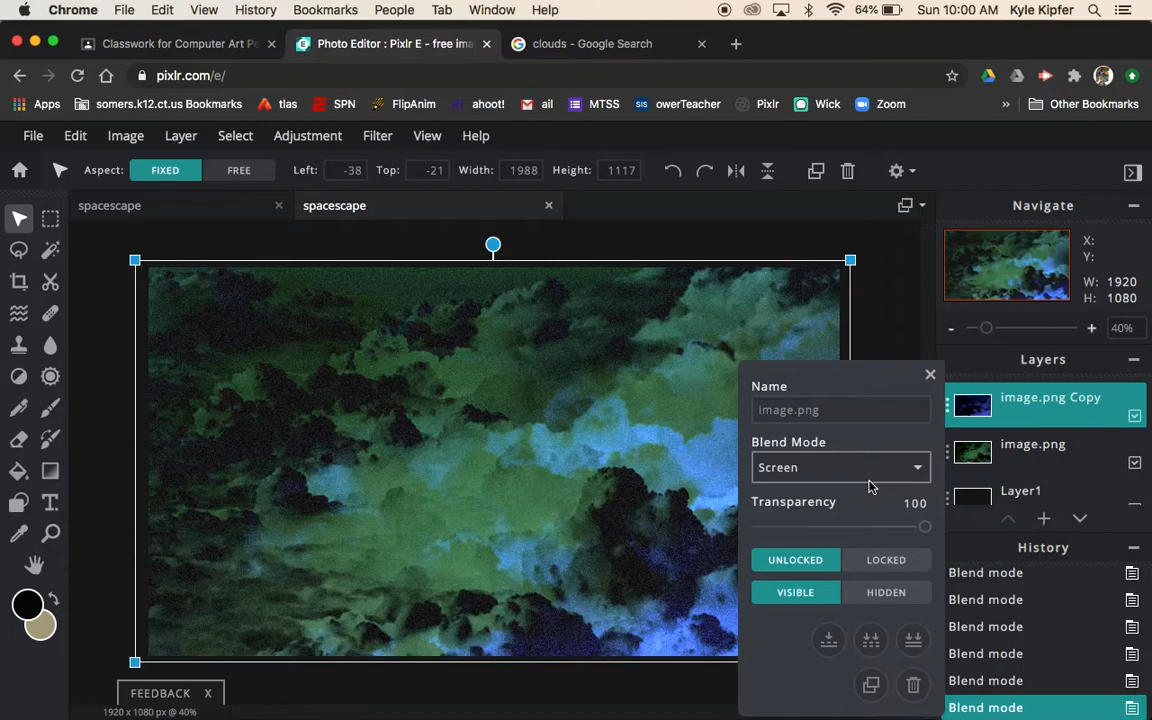 Chrome File Edit View History Bookmarks People Tab Window Help 64% Sun 10:00 AM Kyle Kipfer
Classwork for Computer Art Pe × Photo Editor : Pixlr E - free ima × clouds - Google Search × +
pixlr.com/e/
Apps somers.k12.ct.us Bookmarks tlas SPN FlipAnim ahoot! ail MTSS owerTeacher Pixlr Wick Zoom » Other Bookmarks
File Edit Image Layer Select Adjustment Filter View Help
Aspect: FIXED FREE Left: -38 Top: -21 Width: 1988 Height: 1117
spacescape × spacescape ×
Navigate
X:
Y:
W: 1920
H: 1080
- + 40%
Layers
image.png Copy
image.png
Layer1
Name
image.png
Blend Mode
Screen
Transparency 100
UNLOCKED LOCKED
VISIBLE HIDDEN
History
Blend mode
Blend mode
Blend mode
Blend mode
Blend mode
Blend mode
FEEDBACK X
1920 x 1080 px @ 40%